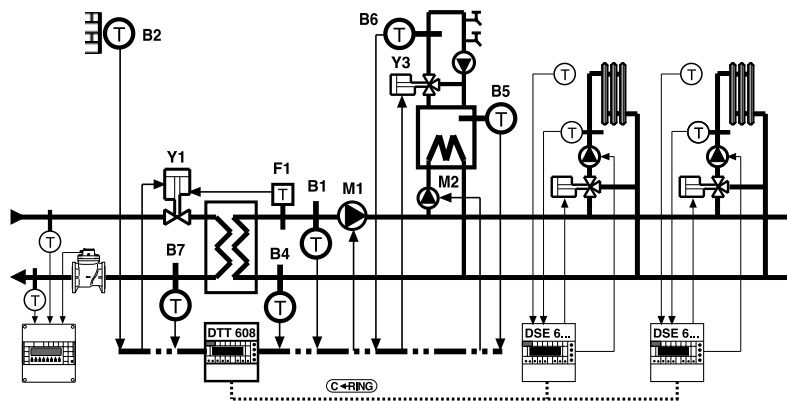 B6
T
T
B2
Y3
B5
T
T
T
T
T
Y1
F1
T
B1
M1
M2
B7
B4
T
T
T
T
T
DTT 608
DSE 6...
DSE 6...
C◄RING